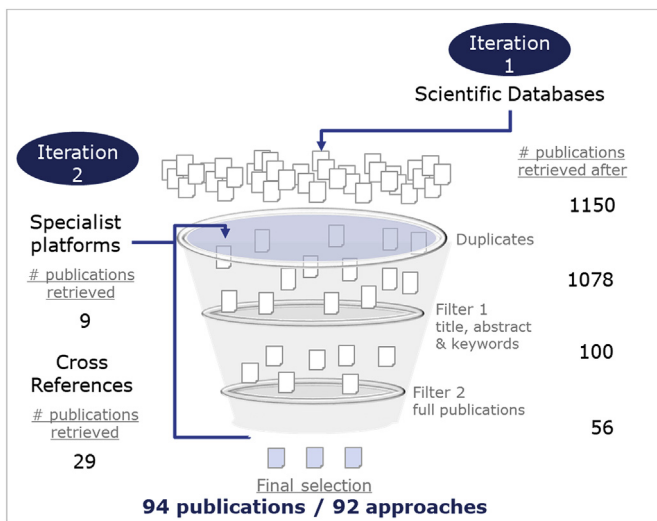 Iteration
1
Scientific Databases
# publications
retrieved after
1150
Duplicates
1078
Filter 1
title, abstract
& keywords
100
Filter 2
full publications
56
Iteration
2
Specialist
platforms
# publications
retrieved
9
Cross
References
# publications
retrieved
29
Final selection
94 publications / 92 approaches